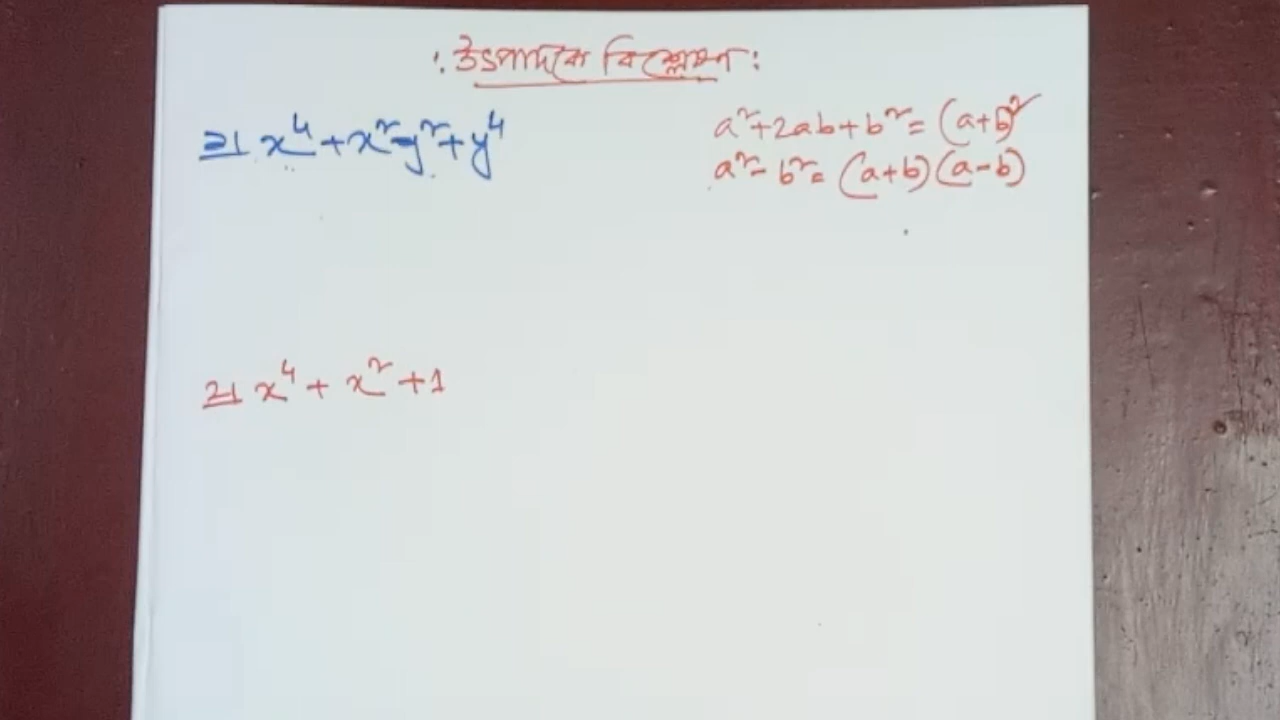 : উৎপাদকে বিশ্লেষণ :
১। x⁴ + x²y² + y⁴
a² + 2ab + b² = (a+b)²
a² - b² = (a+b)(a-b)
২। x⁴ + x² + 1